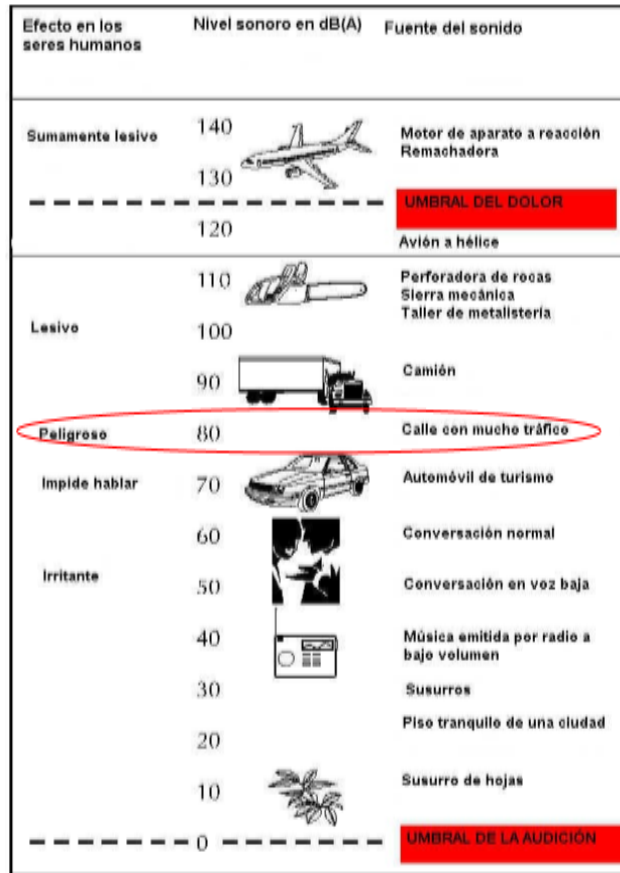 Efecto en los
seres humanos
Nivel sonoro en dB(A)
Fuente del sonido
Sumamente lesivo
140
Motor de aparato a reacción
Remachadora
130
UMBRAL DEL DOLOR
120
Avión a hélice
110
Perforadora de rocas
Sierra mecánica
Taller de metalistería
Lesivo
100
90
Camión
Peligroso
80
Calle con mucho tráfico
Impide hablar
70
Automóvil de turismo
60
Conversación normal
Irritante
50
Conversación en voz baja
40
Música emitida por radio a
bajo volumen
30
Susurros
Piso tranquilo de una ciudad
20
10
Susurro de hojas
0
UMBRAL DE LA AUDICIÓN